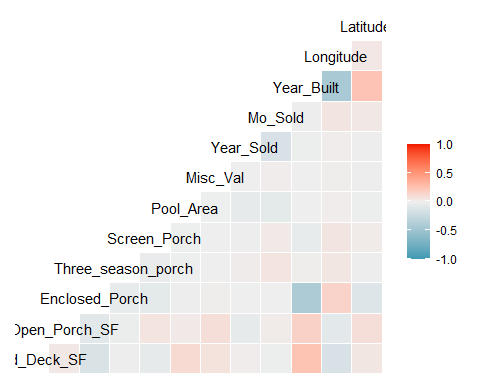 Latitude
Longitude
Year_Built
Mo_Sold
Year_Sold
Misc_Val
Pool_Area
Screen_Porch
Three_season_porch
Enclosed_Porch
Open_Porch_SF
d_Deck_SF
1.0
0.5
0.0
-0.5
-1.0